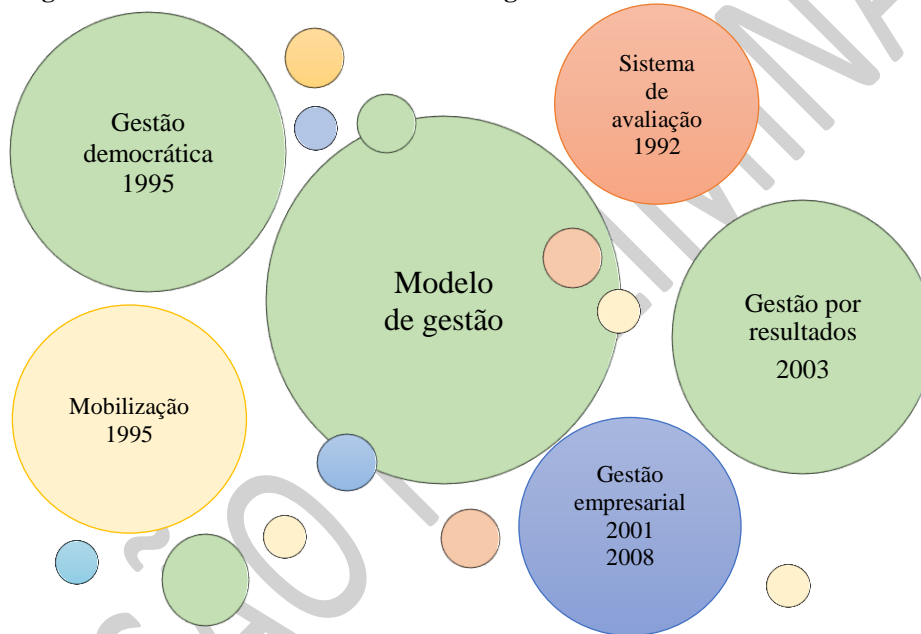 Gestão
democrática
1995
Sistema
de
avaliação
1992
Modelo
de gestão
Gestão por
resultados
2003
Mobilização
1995
Gestão
empresarial
2001
2008